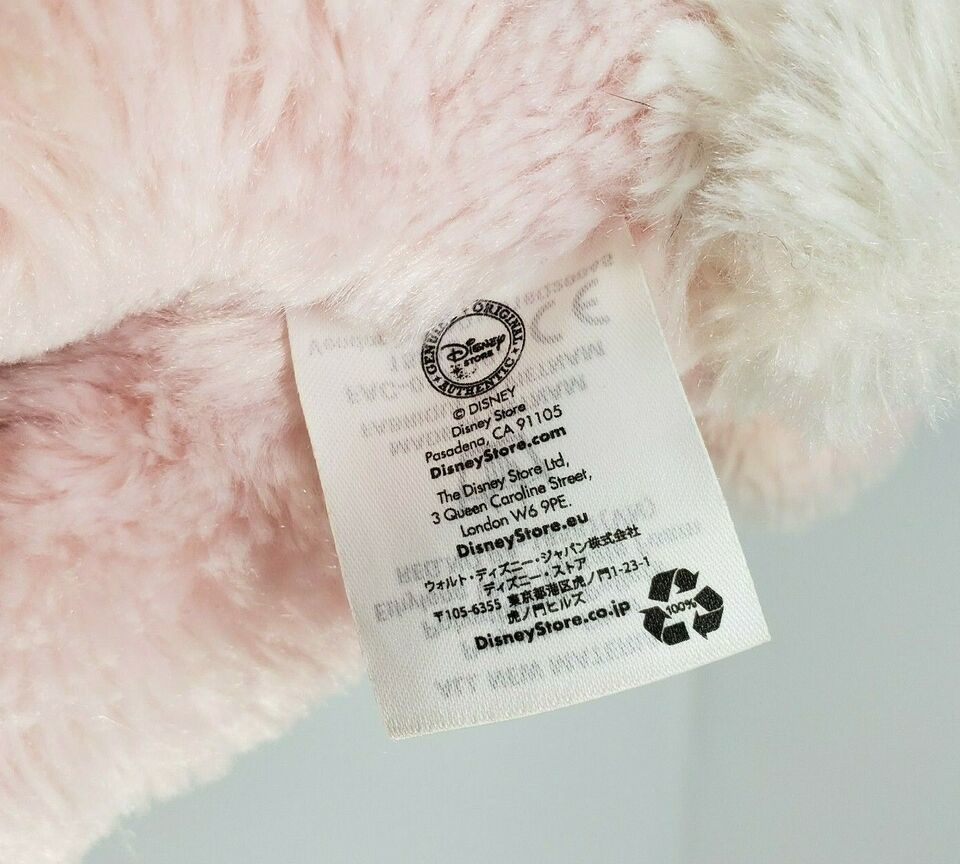 GENUINE ★ ORIGINAL ★ AUTHENTIC ★
Disney
STORE
© DISNEY
Disney Store
Pasadena, CA 91105
DisneyStore.com
The Disney Store Ltd,
3 Queen Caroline Street,
London W6 9PE.
DisneyStore.eu
ウォルト・ディズニー・ジャパン株式会社
ディズニー・ストア
〒105-6355 東京都港区虎ノ門1-23-1
虎ノ門ヒルズ
DisneyStore.co.jp
100%